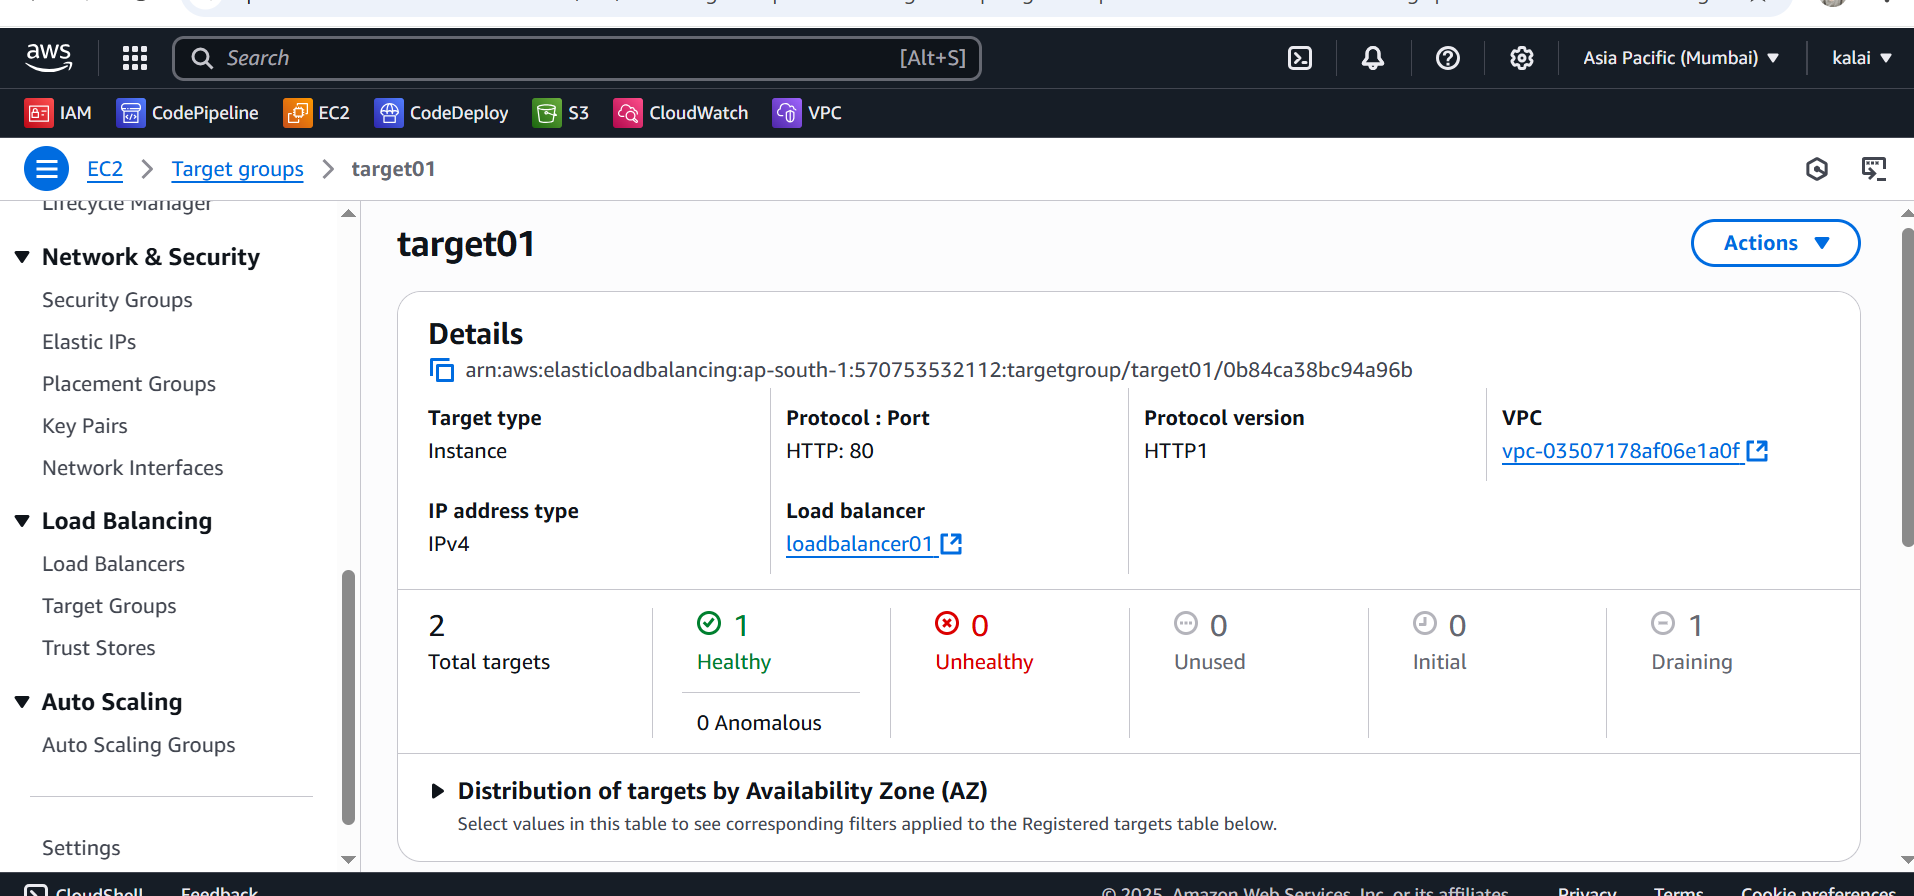 aws
Search [Alt+S]
Asia Pacific (Mumbai)
kalai
IAM CodePipeline EC2 CodeDeploy S3 CloudWatch VPC
EC2 Target groups target01
Lifecycle Manager
Network & Security
Security Groups
Elastic IPs
Placement Groups
Key Pairs
Network Interfaces
Load Balancing
Load Balancers
Target Groups
Trust Stores
Auto Scaling
Auto Scaling Groups
Settings
target01
Actions
Details
arn:aws:elasticloadbalancing:ap-south-1:570753532112:targetgroup/target01/0b84ca38bc94a96b
Target type
Instance
Protocol : Port
HTTP: 80
Protocol version
HTTP1
VPC
vpc-03507178af06e1a0f
IP address type
IPv4
Load balancer
loadbalancer01
2
Total targets
1
Healthy
0 Anomalous
0
Unhealthy
0
Unused
0
Initial
1
Draining
Distribution of targets by Availability Zone (AZ)
Select values in this table to see corresponding filters applied to the Registered targets table below.
CloudShell Feedback © 2025, Amazon Web Services, Inc. or its affiliates. Privacy Terms Cookie preferences